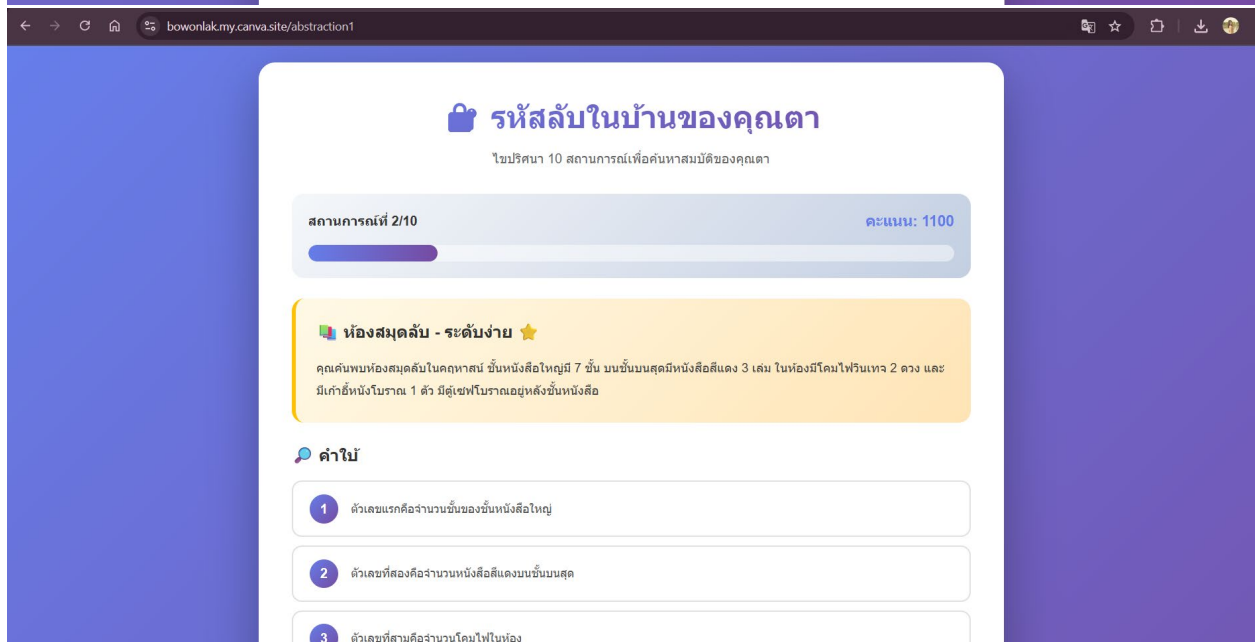 bowonlak.my.canva.site/abstraction1
รหัสลับในบ้านของคุณตา
ไขปริศนา 10 สถานการณ์เพื่อค้นหาสมบัติของคุณตา
สถานการณ์ที่ 2/10
คะแนน: 1100
ห้องสมุดลับ - ระดับง่าย
คุณค้นพบห้องสมุดลับในคฤหาสน์ ชั้นหนังสือใหญ่มี 7 ชั้น บนชั้นบนสุดมีหนังสือสีแดง 3 เล่ม ในห้องมีโคมไฟวินเทจ 2 ดวง และ
มีเก้าอี้หนังโบราณ 1 ตัว มีตู้เซฟโบราณอยู่หลังชั้นหนังสือ
คำใบ้
1 ตัวเลขแรกคือจำนวนชั้นของชั้นหนังสือใหญ่
2 ตัวเลขที่สองคือจำนวนหนังสือสีแดงบนชั้นบนสุด
3 ตัวเลขที่สามคือจำนวนโคมไฟในห้อง